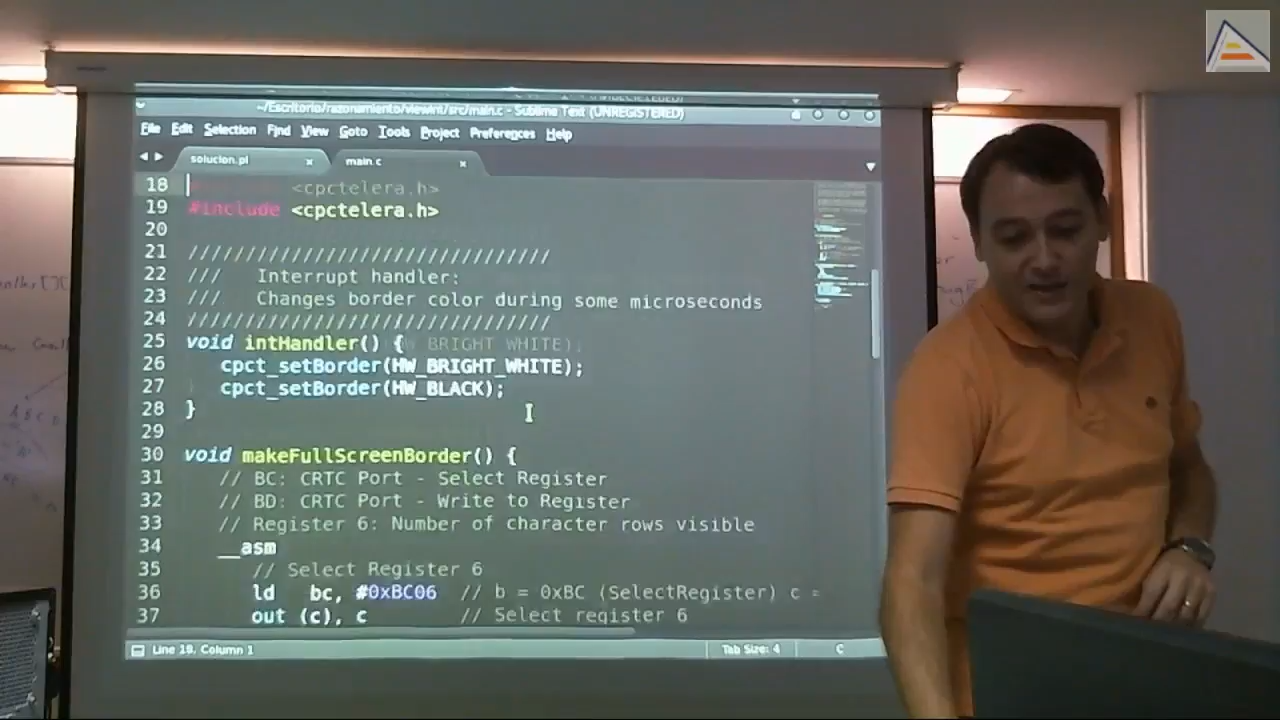 ~/Escritorio/razonamiento/viewint/src/main.c - Sublime Text (UNREGISTERED)
File Edit Selection Find View Goto Tools Project Preferences Help
solucion.pl main.c
18 <cpctelera.h>
19 #include <cpctelera.h>
20
21 ///////////////////////////////
22 /// Interrupt handler:
23 /// Changes border color during some microseconds
24 ///////////////////////////////
25 void intHandler() { BRIGHT WHITE);
26 cpct_setBorder(HW_BRIGHT_WHITE);
27 cpct_setBorder(HW_BLACK);
28 }
29
30 void makeFullScreenBorder() {
31 // BC: CRTC Port - Select Register
32 // BD: CRTC Port - Write to Register
33 // Register 6: Number of character rows visible
34 __asm
35 // Select Register 6
36 ld bc, #0xBC06 // b = 0xBC (SelectRegister) c =
37 out (c), c // Select register 6
Line 18, Column 1 Tab Size: 4 C